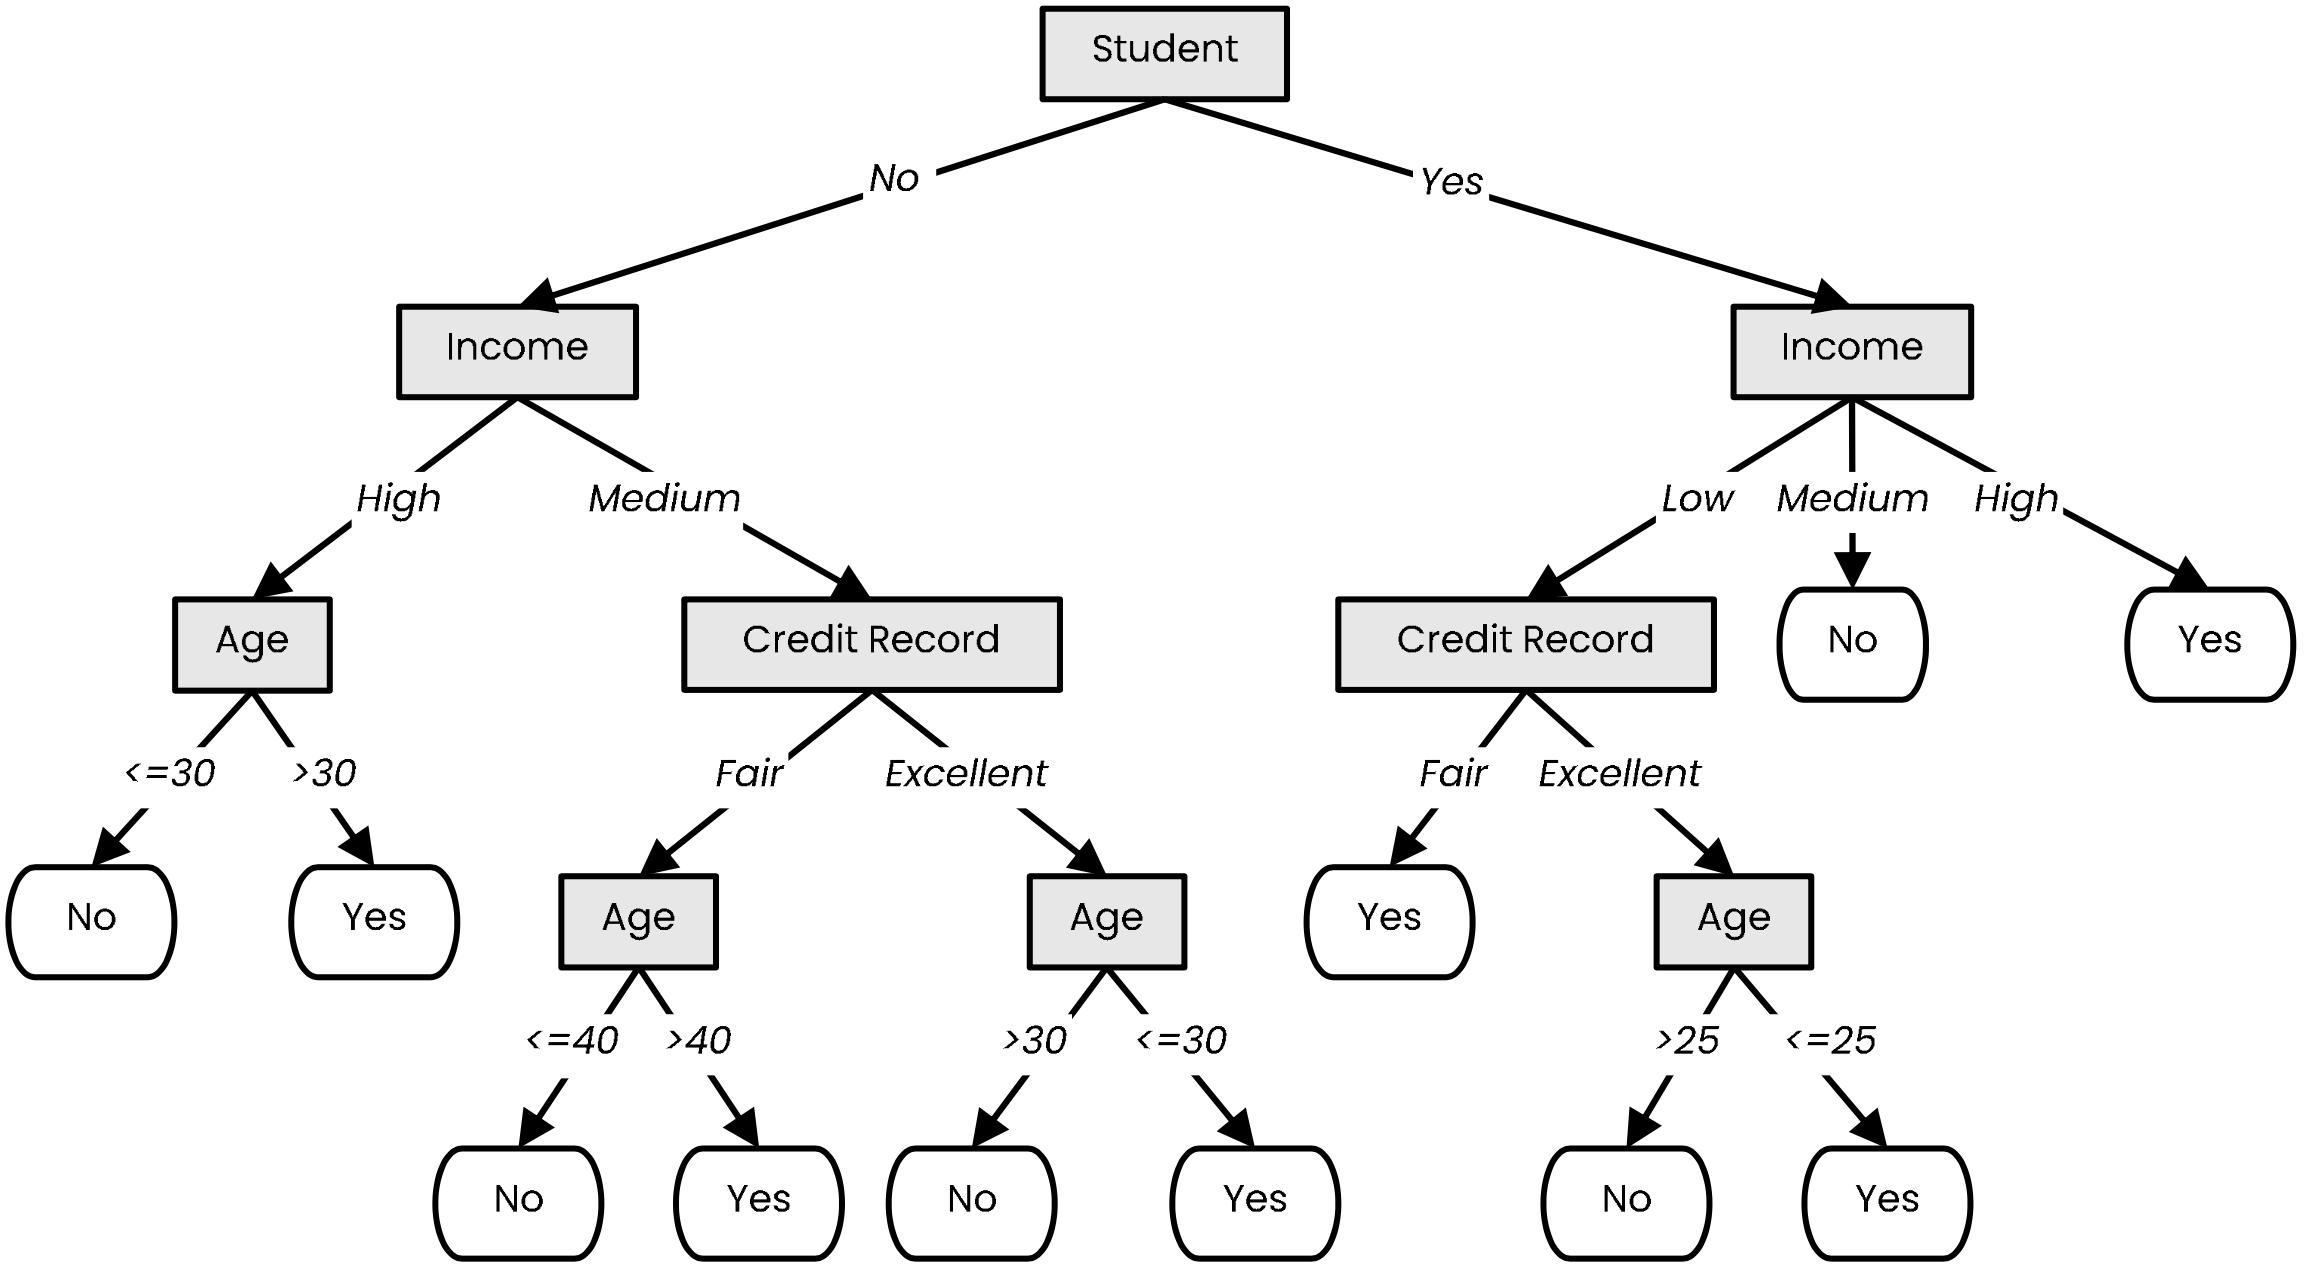 Student
No
Yes
Income
Income
High
Medium
Low
Medium
High
Age
Credit Record
Credit Record
No
Yes
<=30
>30
Fair
Excellent
Fair
Excellent
No
Yes
Age
Age
Yes
Age
<=40
>40
>30
<=30
>25
<=25
No
Yes
No
Yes
No
Yes